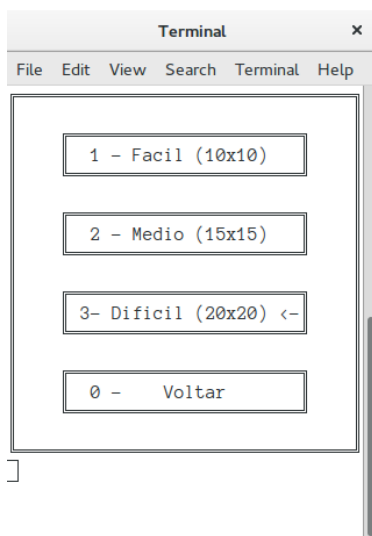 Terminal ×
File Edit View Search Terminal Help
1 - Facil (10x10)
2 - Medio (15x15)
3- Dificil (20x20) <-
0 - Voltar